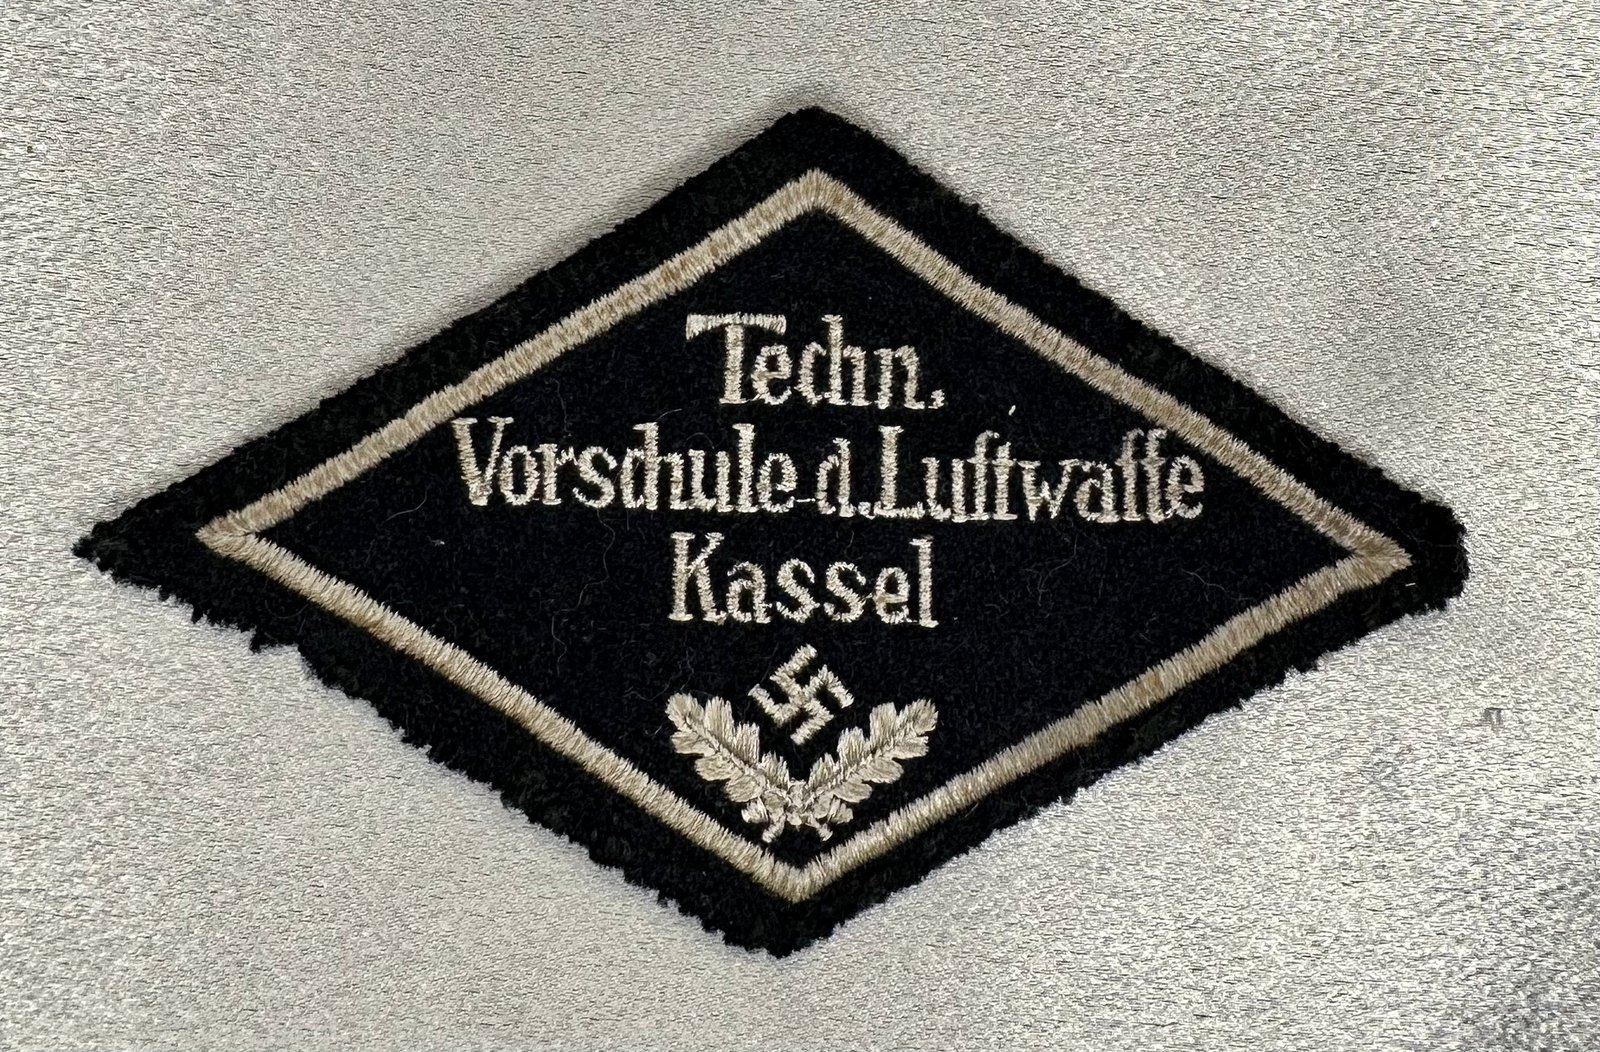 Techn.
Vorschule d. Luftwaffe
Kassel